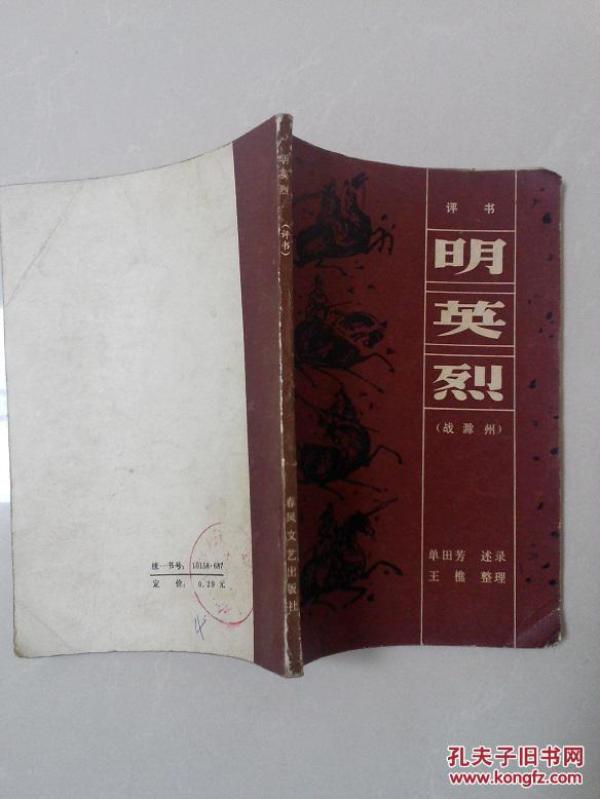 评书
明
英
烈
（战滁州）
单田芳 述录
王樵 整理
明英烈
（评书）
春风文艺出版社
统一书号：10158·687
定价：0.29元
孔夫子旧书网
www.kongfz.com